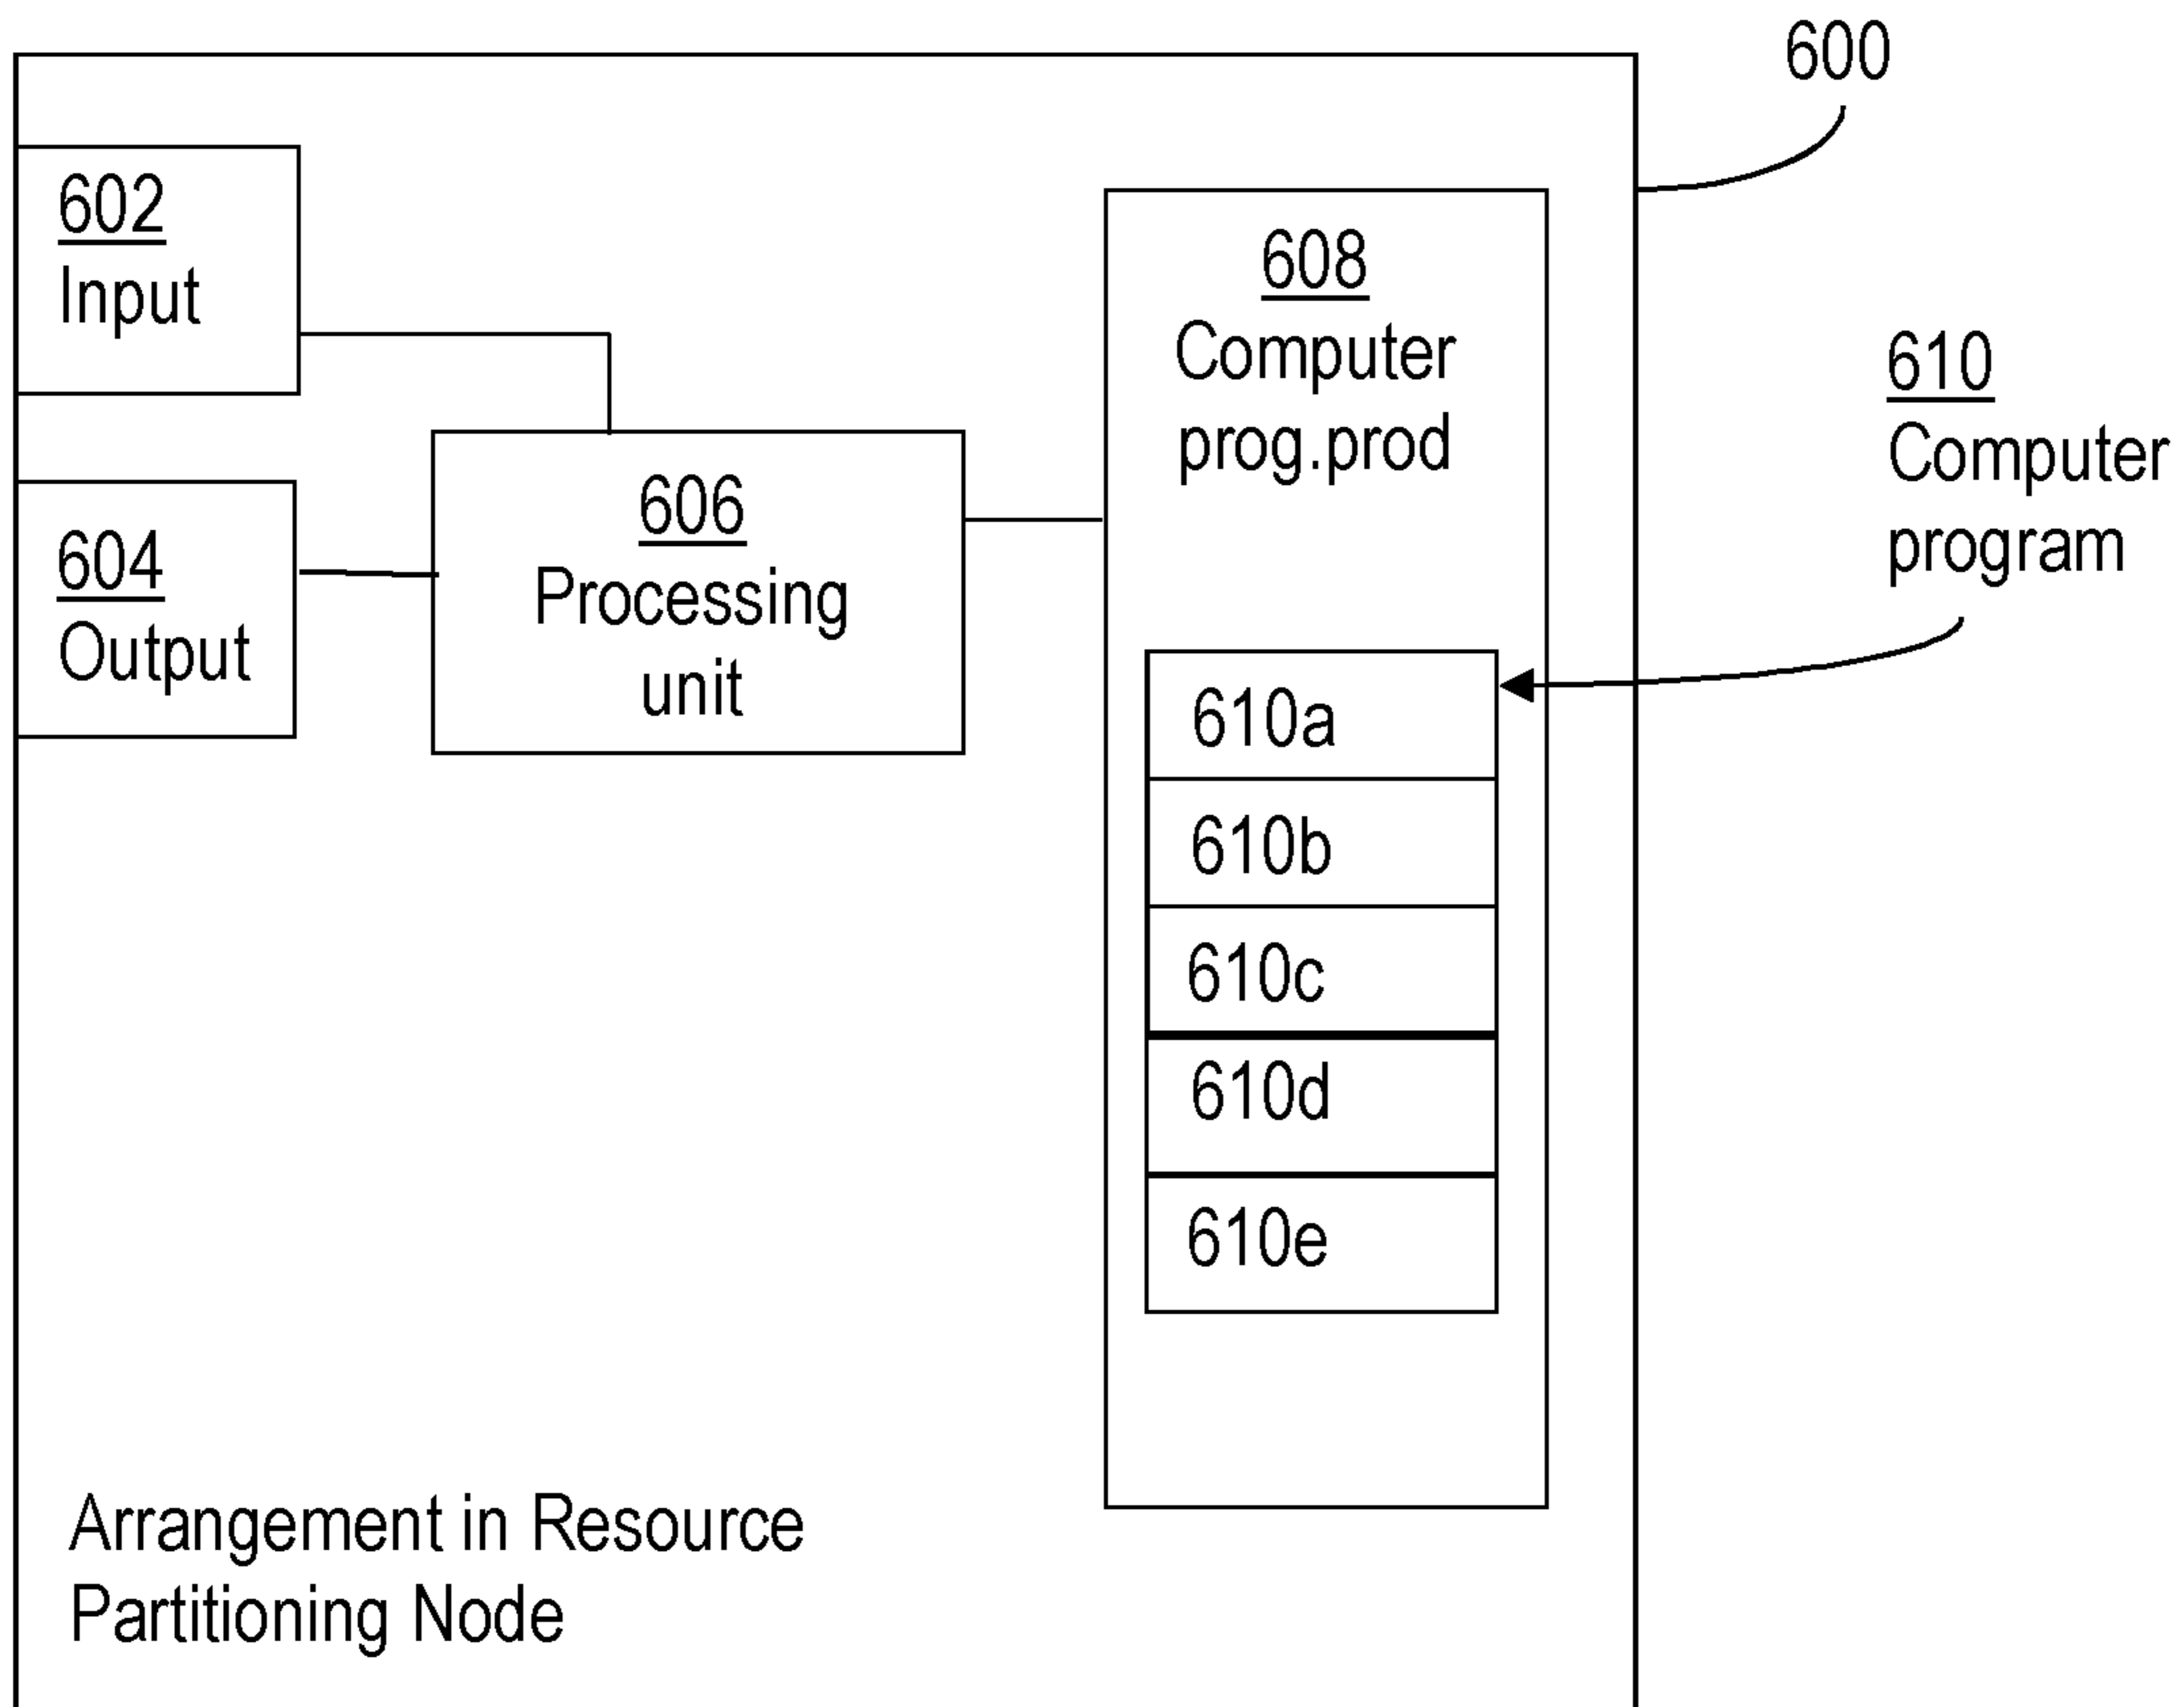 600
602
Input
604
Output
606
Processing
unit
608
Computer
prog.prod
610
Computer
program
610a
610b
610c
610d
610e
Arrangement in Resource
Partitioning Node